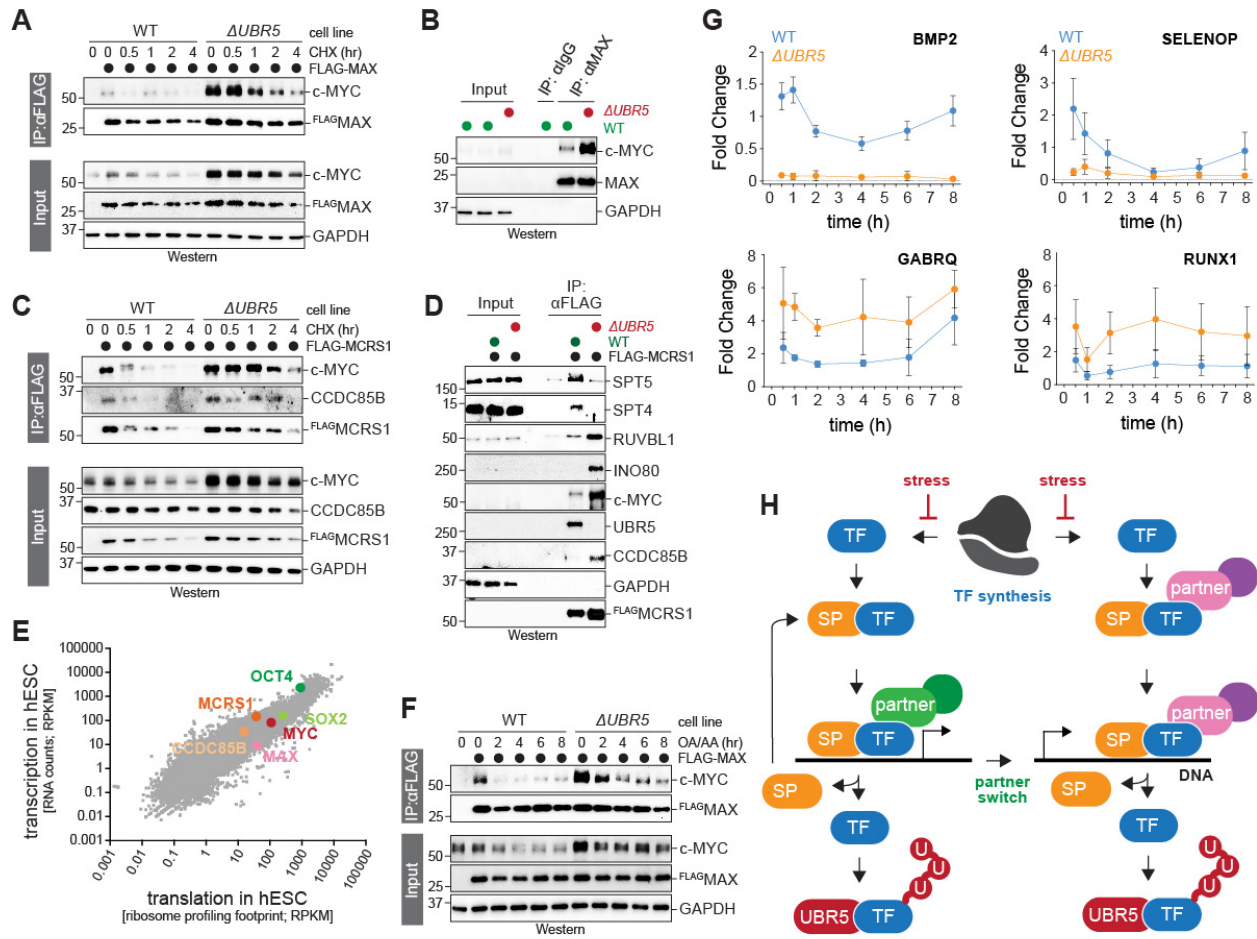 A
WT
ΔUBR5
cell line
0 0 0.5 1 2 4 0 0.5 1 2 4
CHX (hr)
FLAG-MAX
IP:αFLAG
50
c-MYC
25
FLAGMAX
Input
50
c-MYC
25
FLAGMAX
37
GAPDH
Western
B
Input
IP: αIgG
IP: αMAX
ΔUBR5
WT
50
c-MYC
25
MAX
37
GAPDH
Western
C
WT
ΔUBR5
cell line
0 0 0.5 1 2 4 0 0.5 1 2 4
CHX (hr)
FLAG-MCRS1
IP:αFLAG
50
c-MYC
37
CCDC85B
50
FLAGMCRS1
Input
50
c-MYC
37
CCDC85B
50
FLAGMCRS1
37
GAPDH
Western
D
Input
IP:
αFLAG
ΔUBR5
WT
FLAG-MCRS1
150
SPT5
15
SPT4
50
RUVBL1
250
INO80
50
c-MYC
250
UBR5
37
CCDC85B
37
GAPDH
50
FLAGMCRS1
Western
E
transcription in hESC
[RNA counts: RPKM]
100000
10000
1000
100
10
1
0.1
0.01
0.001
OCT4
MCRS1
SOX2
MYC
CCDC85B
MAX
0.001
0.01
0.1
1
10
100
1000
10000
100000
translation in hESC
[ribosome profiling footprint; RPKM]
F
WT
ΔUBR5
cell line
0 0 2 4 6 8 0 2 4 6 8
OA/AA (hr)
FLAG-MAX
IP:αFLAG
50
c-MYC
25
FLAGMAX
Input
50
c-MYC
25
FLAGMAX
37
GAPDH
Western
G
WT
ΔUBR5
BMP2
Fold Change
2
1.5
1
0.5
0
0 1 2 3 4 5 6 7 8
time (h)
WT
ΔUBR5
SELENOP
Fold Change
4
3
2
1
0
0 1 2 3 4 5 6 7 8
time (h)
GABRQ
Fold Change
8
6
4
2
0
0 1 2 3 4 5 6 7 8
time (h)
RUNX1
Fold Change
8
6
4
2
0
0 1 2 3 4 5 6 7 8
time (h)
H
stress
stress
TF
TF
TF synthesis
partner
SP
TF
SP
TF
partner
partner
SP
TF
SP
TF
DNA
partner
switch
SP
SP
TF
TF
U
U
U
U
U
U
UBR5
TF
UBR5
TF